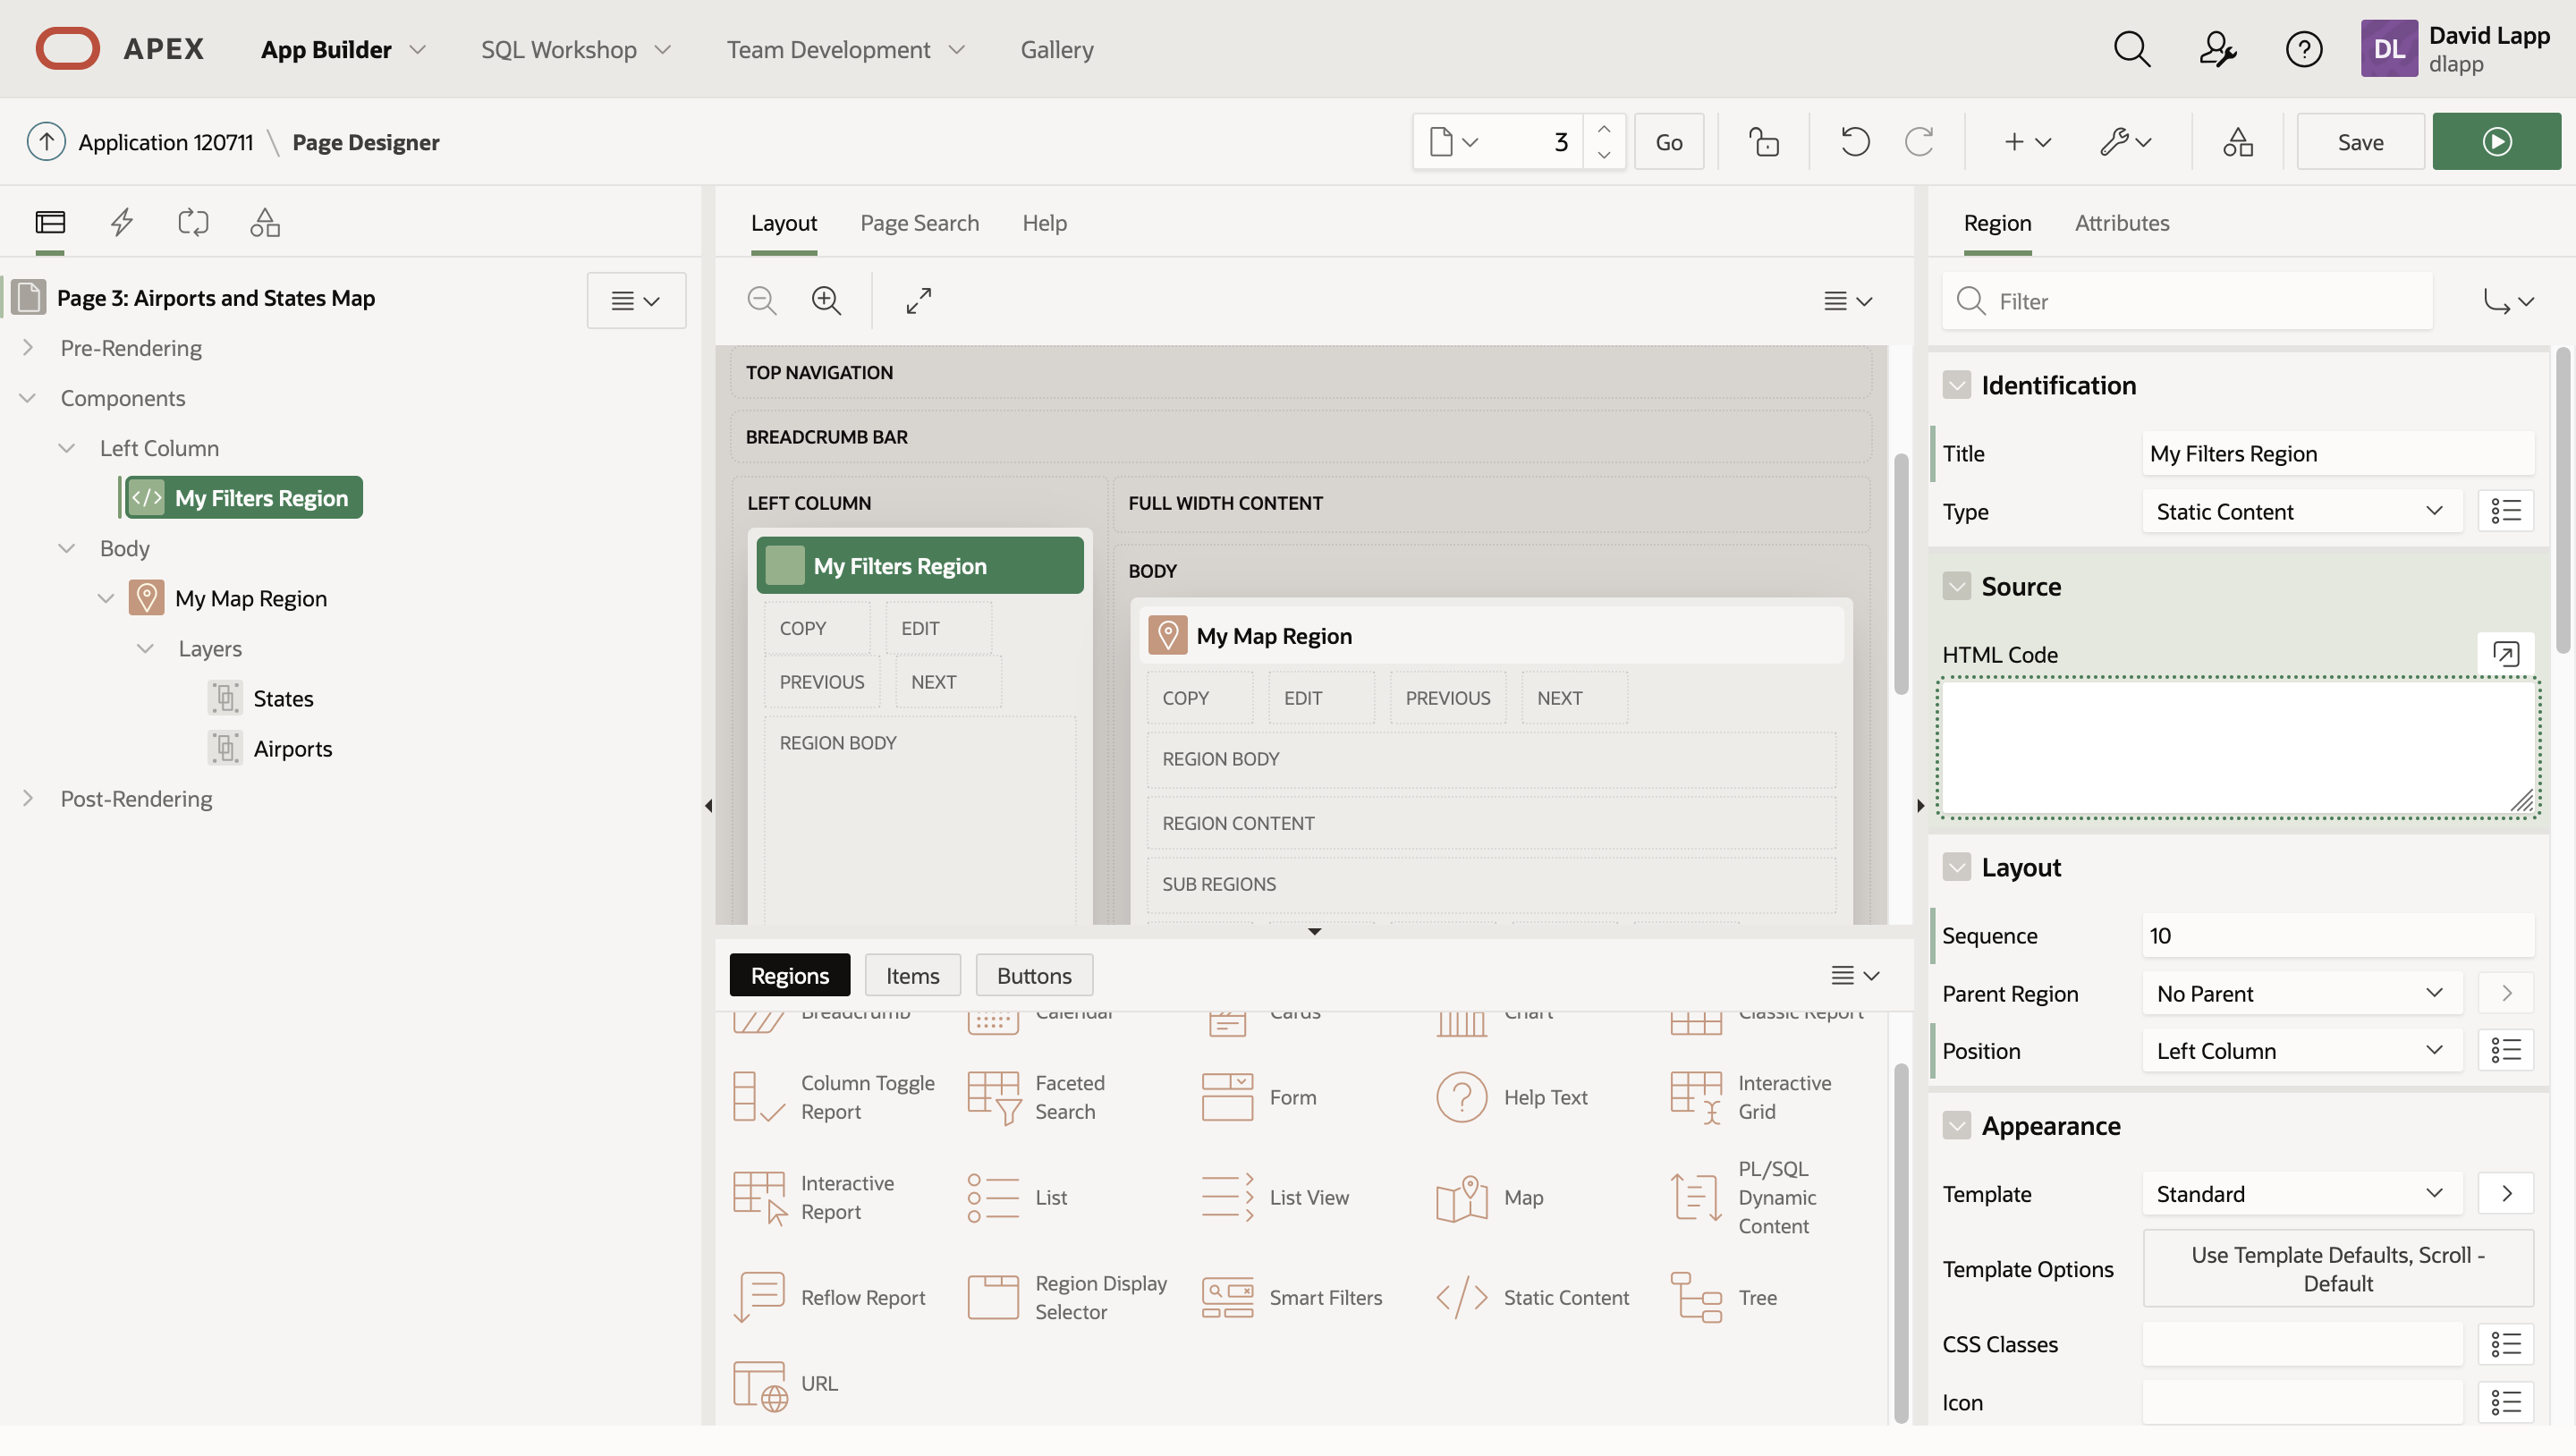 APEX
App Builder
SQL Workshop
Team Development
Gallery
DL
David Lapp
dlapp
Application 120711 \ Page Designer
3
Go
Save
Page 3: Airports and States Map
Pre-Rendering
Components
Left Column
</> My Filters Region
Body
My Map Region
Layers
States
Airports
Post-Rendering
Layout
Page Search
Help
TOP NAVIGATION
BREADCRUMB BAR
LEFT COLUMN
My Filters Region
COPY
EDIT
PREVIOUS
NEXT
REGION BODY
FULL WIDTH CONTENT
BODY
My Map Region
COPY
EDIT
PREVIOUS
NEXT
REGION BODY
REGION CONTENT
SUB REGIONS
Regions
Items
Buttons
Breadcrumb
Calendar
Cards
Chart
Classic Report
Column Toggle
Report
Faceted
Search
Form
Help Text
Interactive
Grid
Interactive
Report
List
List View
Map
PL/SQL
Dynamic
Content
Reflow Report
Region Display
Selector
Smart Filters
Static Content
Tree
URL
Region
Attributes
Filter
Identification
Title
My Filters Region
Type
Static Content
Source
HTML Code
Layout
Sequence
10
Parent Region
No Parent
Position
Left Column
Appearance
Template
Standard
Template Options
Use Template Defaults, Scroll -
Default
CSS Classes
Icon